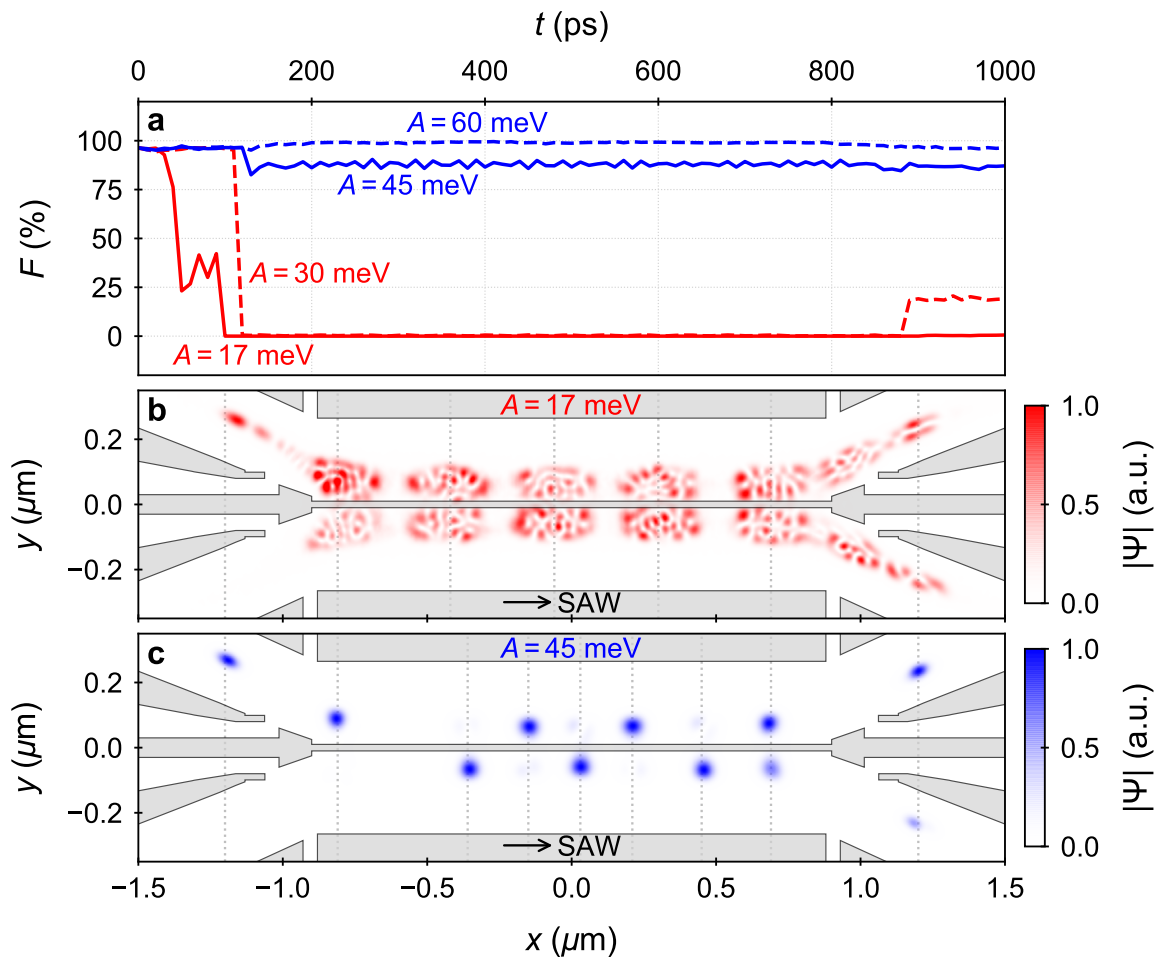 t (ps)
0 200 400 600 800 1000
a
A = 60 meV
A = 45 meV
A = 30 meV
A = 17 meV
F (%)
100
75
50
25
0
b
A = 17 meV
y (μm)
0.2
0.0
−0.2
SAW
|Ψ| (a.u.)
1.0
0.5
0.0
c
A = 45 meV
y (μm)
0.2
0.0
−0.2
SAW
|Ψ| (a.u.)
1.0
0.5
0.0
−1.5 −1.0 −0.5 0.0 0.5 1.0 1.5
x (μm)